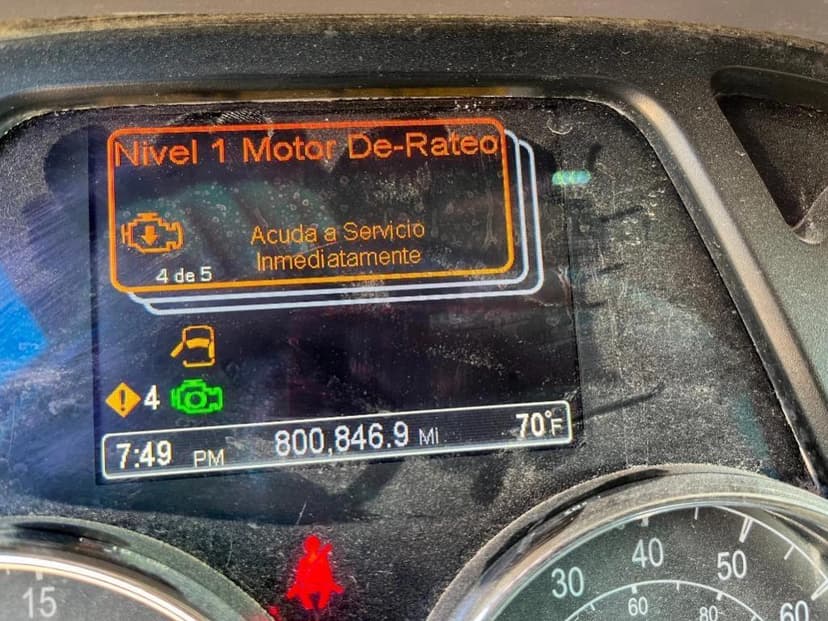 Nivel 1 Motor De-Rateo
Acuda a Servicio
Inmediatamente
4 de 5
4
7:49 PM 800,846.9 Mi 70°F
15
30 40 50 60
60 80